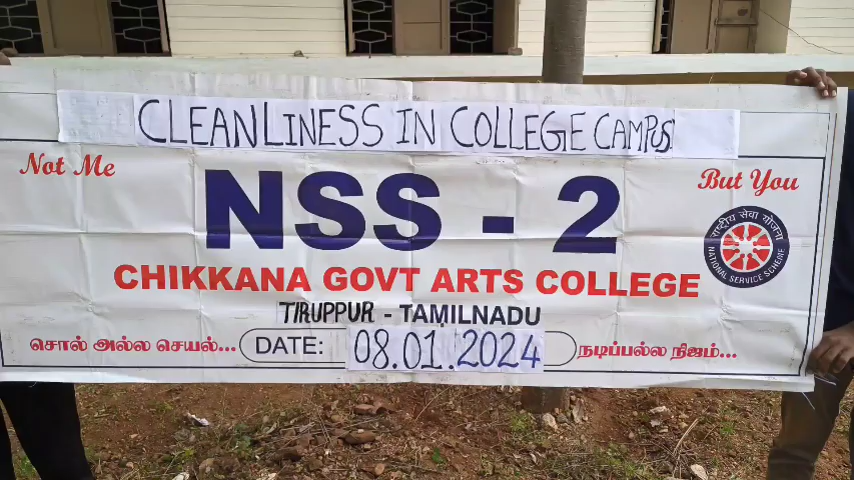 CLEANLINESS IN COLLEGE CAMPUS
Not Me
But You
NSS - 2
राष्ट्रीय सेवा योजना
NATIONAL SERVICE SCHEME
CHIKKANA GOVT ARTS COLLEGE
TIRUPPUR - TAMILNADU
சொல் அல்ல செயல்...
DATE: 08.01.2024
நடிப்பல்ல நிஜம்...